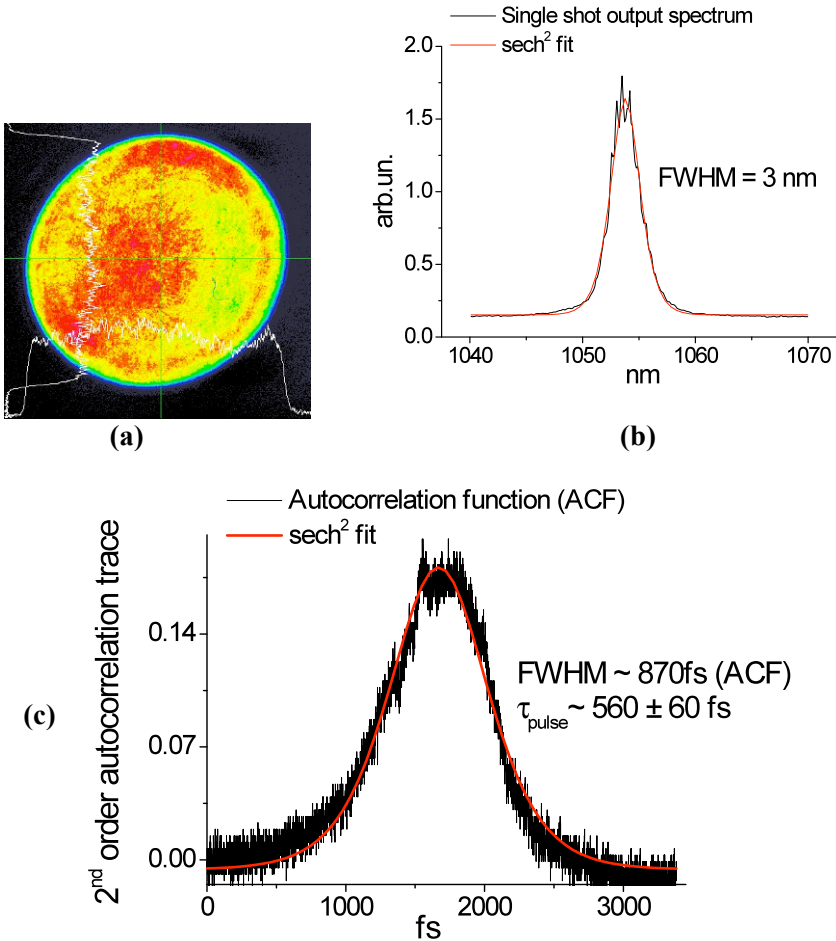 (a)
Single shot output spectrum
sech² fit
2.0
1.5
1.0
0.5
0.0
arb.un.
FWHM = 3 nm
1040
1050
1060
1070
nm
(b)
Autocorrelation function (ACF)
sech² fit
2ⁿᵈ order autocorrelation trace
0.14
0.07
0.00
FWHM ~ 870fs (ACF)
τpulse~ 560 ± 60 fs
0
1000
2000
3000
fs
(c)